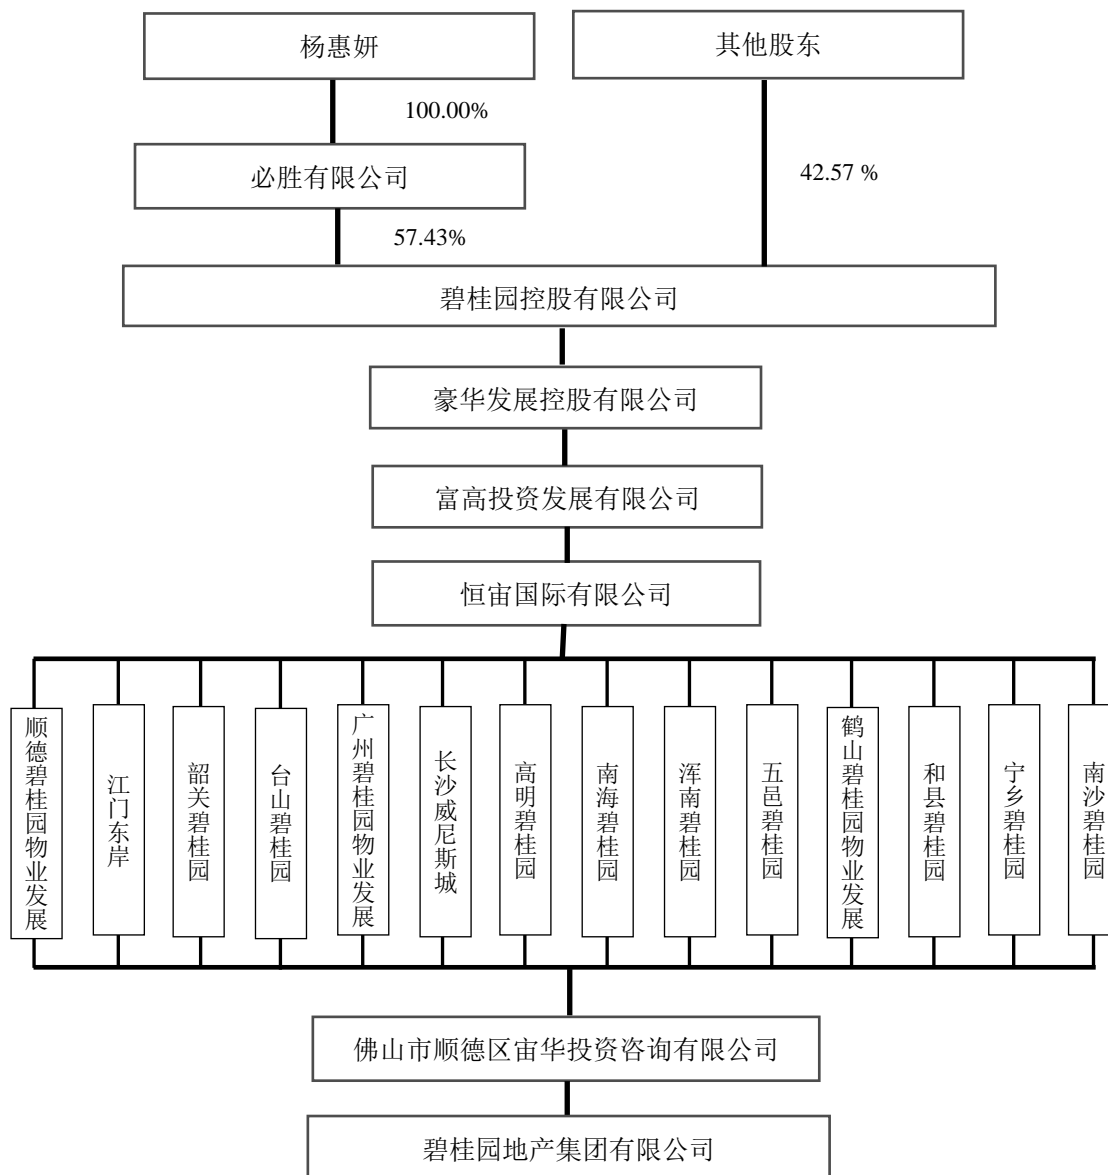 杨惠妍
其他股东
100.00%
必胜有限公司
42.57 %
57.43%
碧桂园控股有限公司
豪华发展控股有限公司
富高投资发展有限公司
恒宙国际有限公司
顺德碧桂园物业发展
江门东岸
韶关碧桂园
台山碧桂园
广州碧桂园物业发展
长沙威尼斯城
高明碧桂园
南海碧桂园
浑南碧桂园
五邑碧桂园
鹤山碧桂园物业发展
和县碧桂园
宁乡碧桂园
南沙碧桂园
佛山市顺德区宙华投资咨询有限公司
碧桂园地产集团有限公司